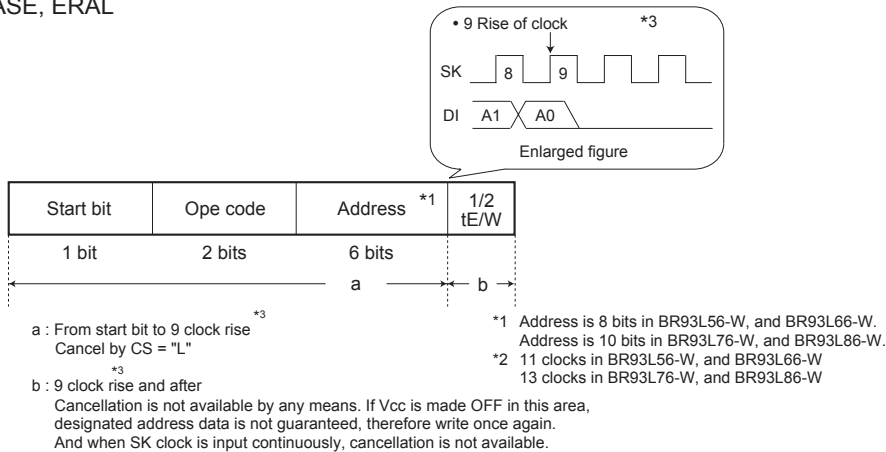 ASE, ERAL
• 9 Rise of clock *3
SK 8 9
DI A1 A0
Enlarged figure
Start bit Ope code Address *1 1/2 tE/W
1 bit 2 bits 6 bits
a b
a : From start bit to 9 clock rise *3
Cancel by CS = "L"
*3
b : 9 clock rise and after
Cancellation is not available by any means. If Vcc is made OFF in this area,
designated address data is not guaranteed, therefore write once again.
And when SK clock is input continuously, cancellation is not available.
*1 Address is 8 bits in BR93L56-W, and BR93L66-W.
Address is 10 bits in BR93L76-W, and BR93L86-W.
*2 11 clocks in BR93L56-W, and BR93L66-W
13 clocks in BR93L76-W, and BR93L86-W